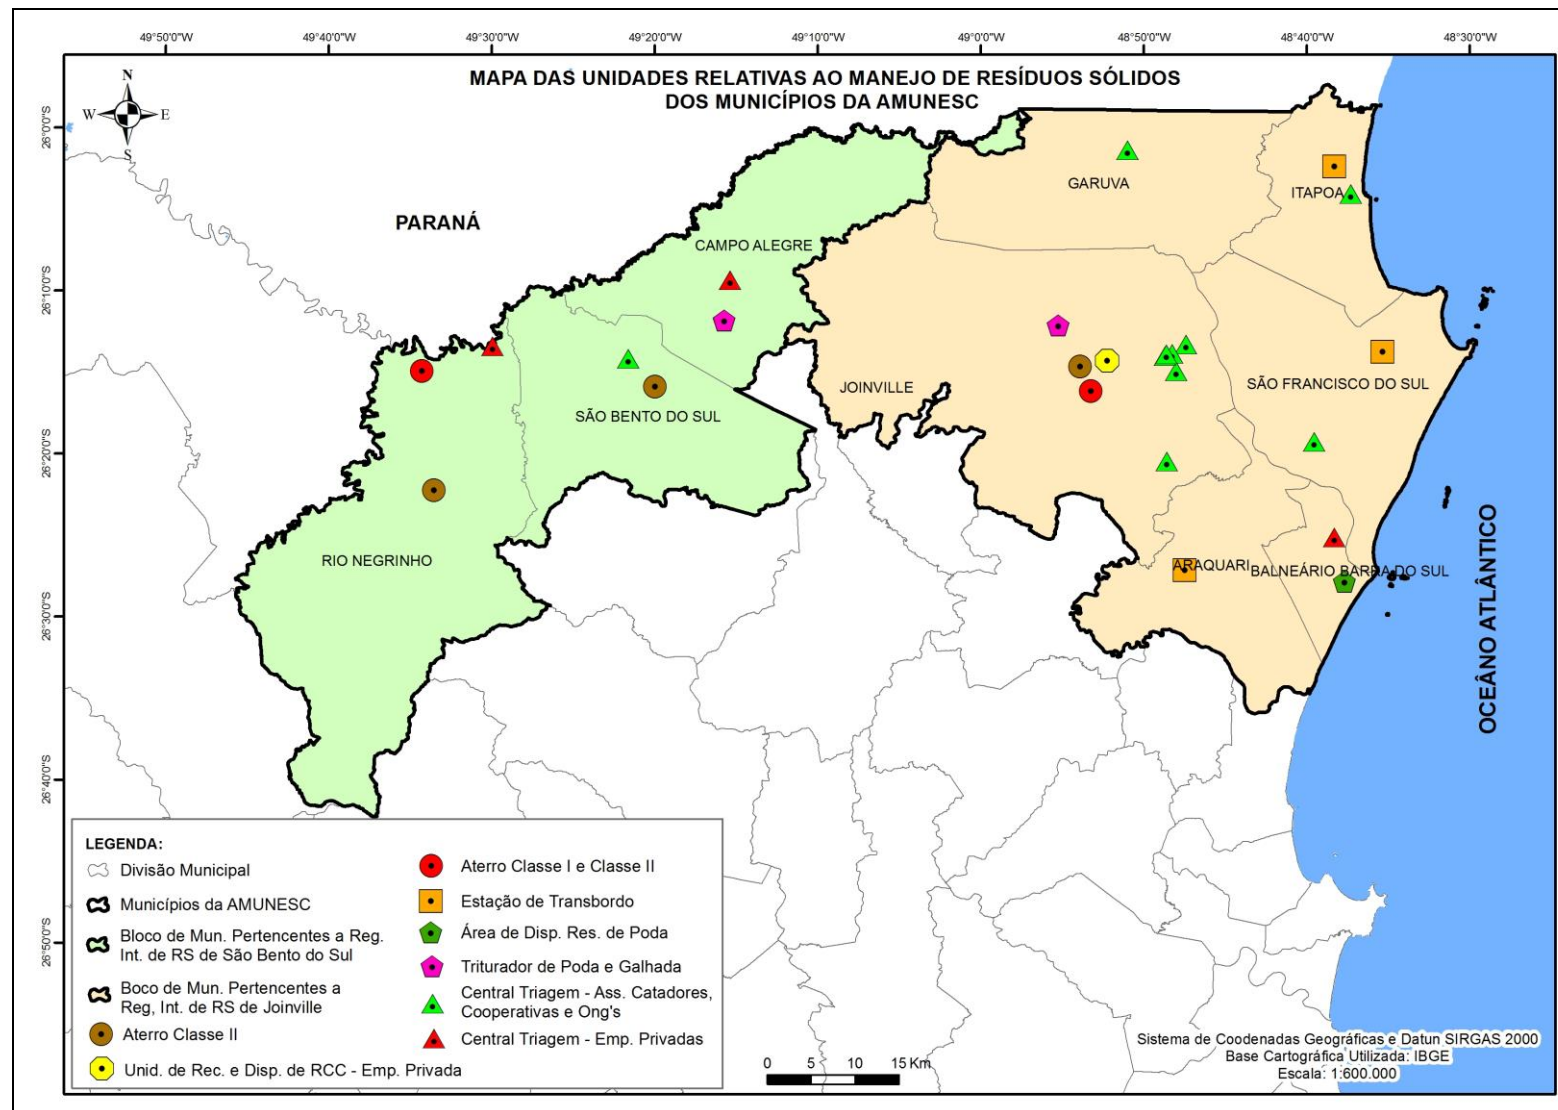 49°50'0"W 49°40'0"W 49°30'0"W 49°20'0"W 49°10'0"W 49°0'0"W 48°50'0"W 48°40'0"W 48°30'0"W
MAPA DAS UNIDADES RELATIVAS AO MANEJO DE RESÍDUOS SÓLIDOS
DOS MUNICÍPIOS DA AMUNESC
N
W E
S
26°0'0"S
26°10'0"S
26°20'0"S
26°30'0"S
26°40'0"S
26°50'0"S
PARANÁ
GARUVA
ITAPOA
CAMPO ALEGRE
JOINVILLE
SÃO FRANCISCO DO SUL
SÃO BENTO DO SUL
RIO NEGRINHO
ARAQUARI
BALNEÁRIO BARRA DO SUL
OCEÂNO ATLÂNTICO
LEGENDA:
Divisão Municipal
Municípios da AMUNESC
Bloco de Mun. Pertencentes a Reg.
Int. de RS de São Bento do Sul
Boco de Mun. Pertencentes a
Reg, Int. de RS de Joinville
Aterro Classe II
Unid. de Rec. e Disp. de RCC - Emp. Privada
Aterro Classe I e Classe II
Estação de Transbordo
Área de Disp. Res. de Poda
Triturador de Poda e Galhada
Central Triagem - Ass. Catadores,
Cooperativas e Ong's
Central Triagem - Emp. Privadas
0 5 10 15 Km
Sistema de Coodenadas Geográficas e Datun SIRGAS 2000
Base Cartográfica Utilizada: IBGE
Escala: 1:600.000